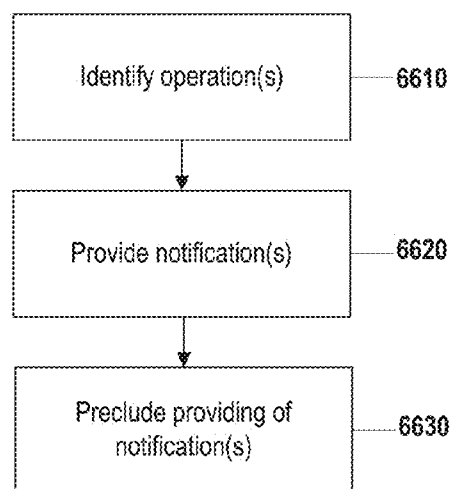 Identify operation(s)
6610
Provide notification(s)
6620
Preclude providing of
notification(s)
6630